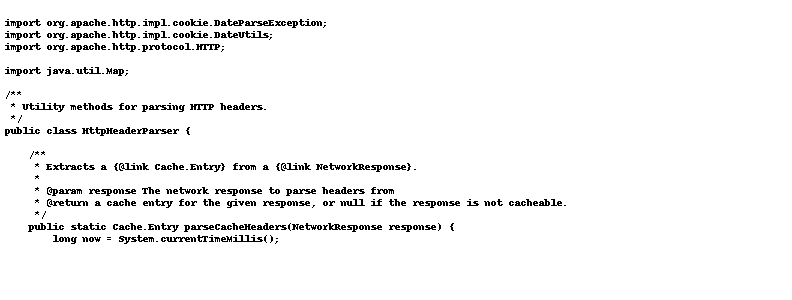 import org.apache.http.impl.cookie.DateParseException;
import org.apache.http.impl.cookie.DateUtils;
import org.apache.http.protocol.HTTP;

import java.util.Map;

/**
 * Utility methods for parsing HTTP headers.
 */
public class HttpHeaderParser {

    /**
     * Extracts a {@link Cache.Entry} from a {@link NetworkResponse}.
     *
     * @param response The network response to parse headers from
     * @return a cache entry for the given response, or null if the response is not cacheable.
     */
    public static Cache.Entry parseCacheHeaders(NetworkResponse response) {
        long now = System.currentTimeMillis();